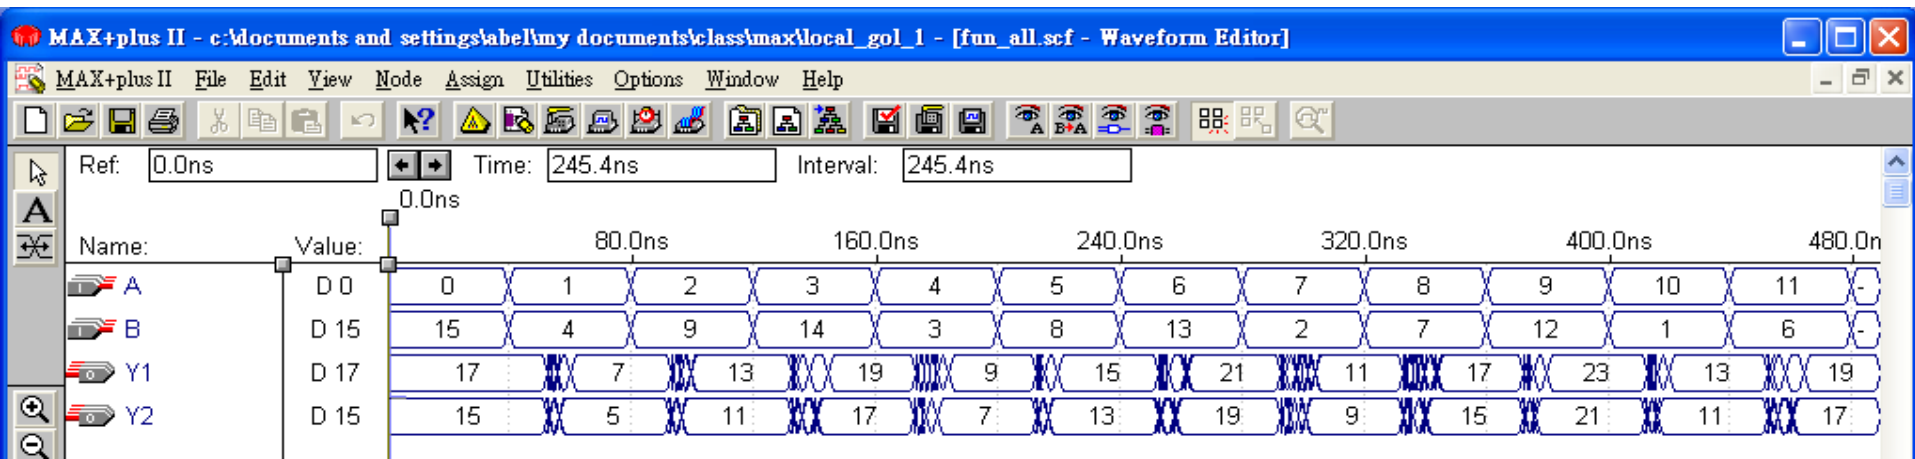 MAX+plus II - c:\documents and settings\abel\my documents\class\max\local_gol_1 - [fun_all.scf - Waveform Editor]
MAX+plus II File Edit View Node Assign Utilities Options Window Help
Ref: 0.0ns Time: 245.4ns Interval: 245.4ns
0.0ns
Name: Value: 80.0ns 160.0ns 240.0ns 320.0ns 400.0ns 480.0n
A D 0 0 1 2 3 4 5 6 7 8 9 10 11 -
B D 15 15 4 9 14 3 8 13 2 7 12 1 6 -
Y1 D 17 17 7 13 19 9 15 21 11 17 23 13 19
Y2 D 15 15 5 11 17 7 13 19 9 15 21 11 17